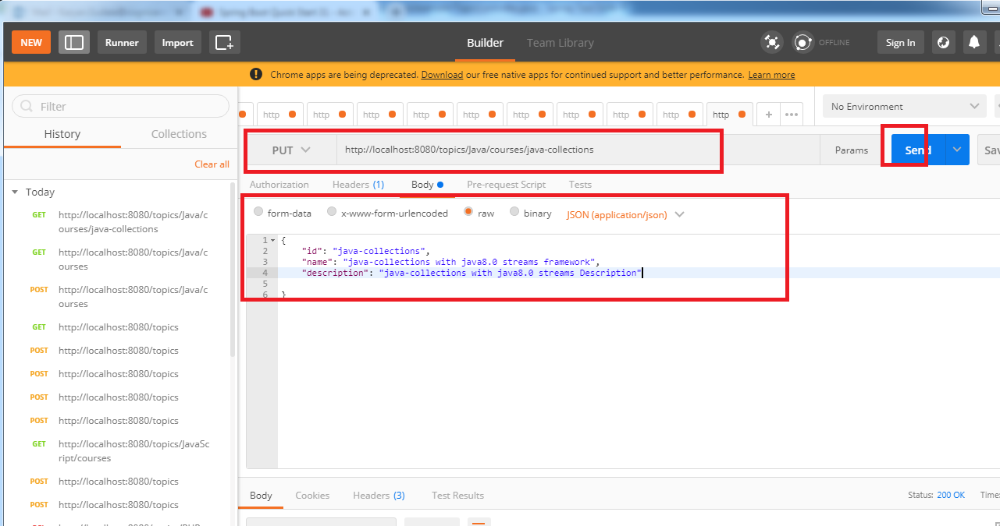 NEW Runner Import Builder Team Library OFFLINE Sign In
Chrome apps are being deprecated. Download our free native apps for continued support and better performance. Learn more
Filter
History Collections
Clear all
Today
GET http://localhost:8080/topics/Java/c
ourses/java-collections
GET http://localhost:8080/topics/Java/c
ourses
POST http://localhost:8080/topics/Java/c
ourses
GET http://localhost:8080/topics
POST http://localhost:8080/topics
POST http://localhost:8080/topics
POST http://localhost:8080/topics
POST http://localhost:8080/topics
GET http://localhost:8080/topics/JavaSc
ript/courses
POST http://localhost:8080/topics
POST http://localhost:8080/topics
http http http http http http http http http http + ••• No Environment
PUT http://localhost:8080/topics/Java/courses/java-collections Params Send Sav
Authorization Headers (1) Body Pre-request Script Tests
form-data x-www-form-urlencoded raw binary JSON (application/json)
1 {
2 "id": "java-collections",
3 "name": "java-collections with java8.0 streams framework",
4 "description": "java-collections with java8.0 streams Description"
5
6 }
Body Cookies Headers (3) Test Results Status: 200 OK Time: